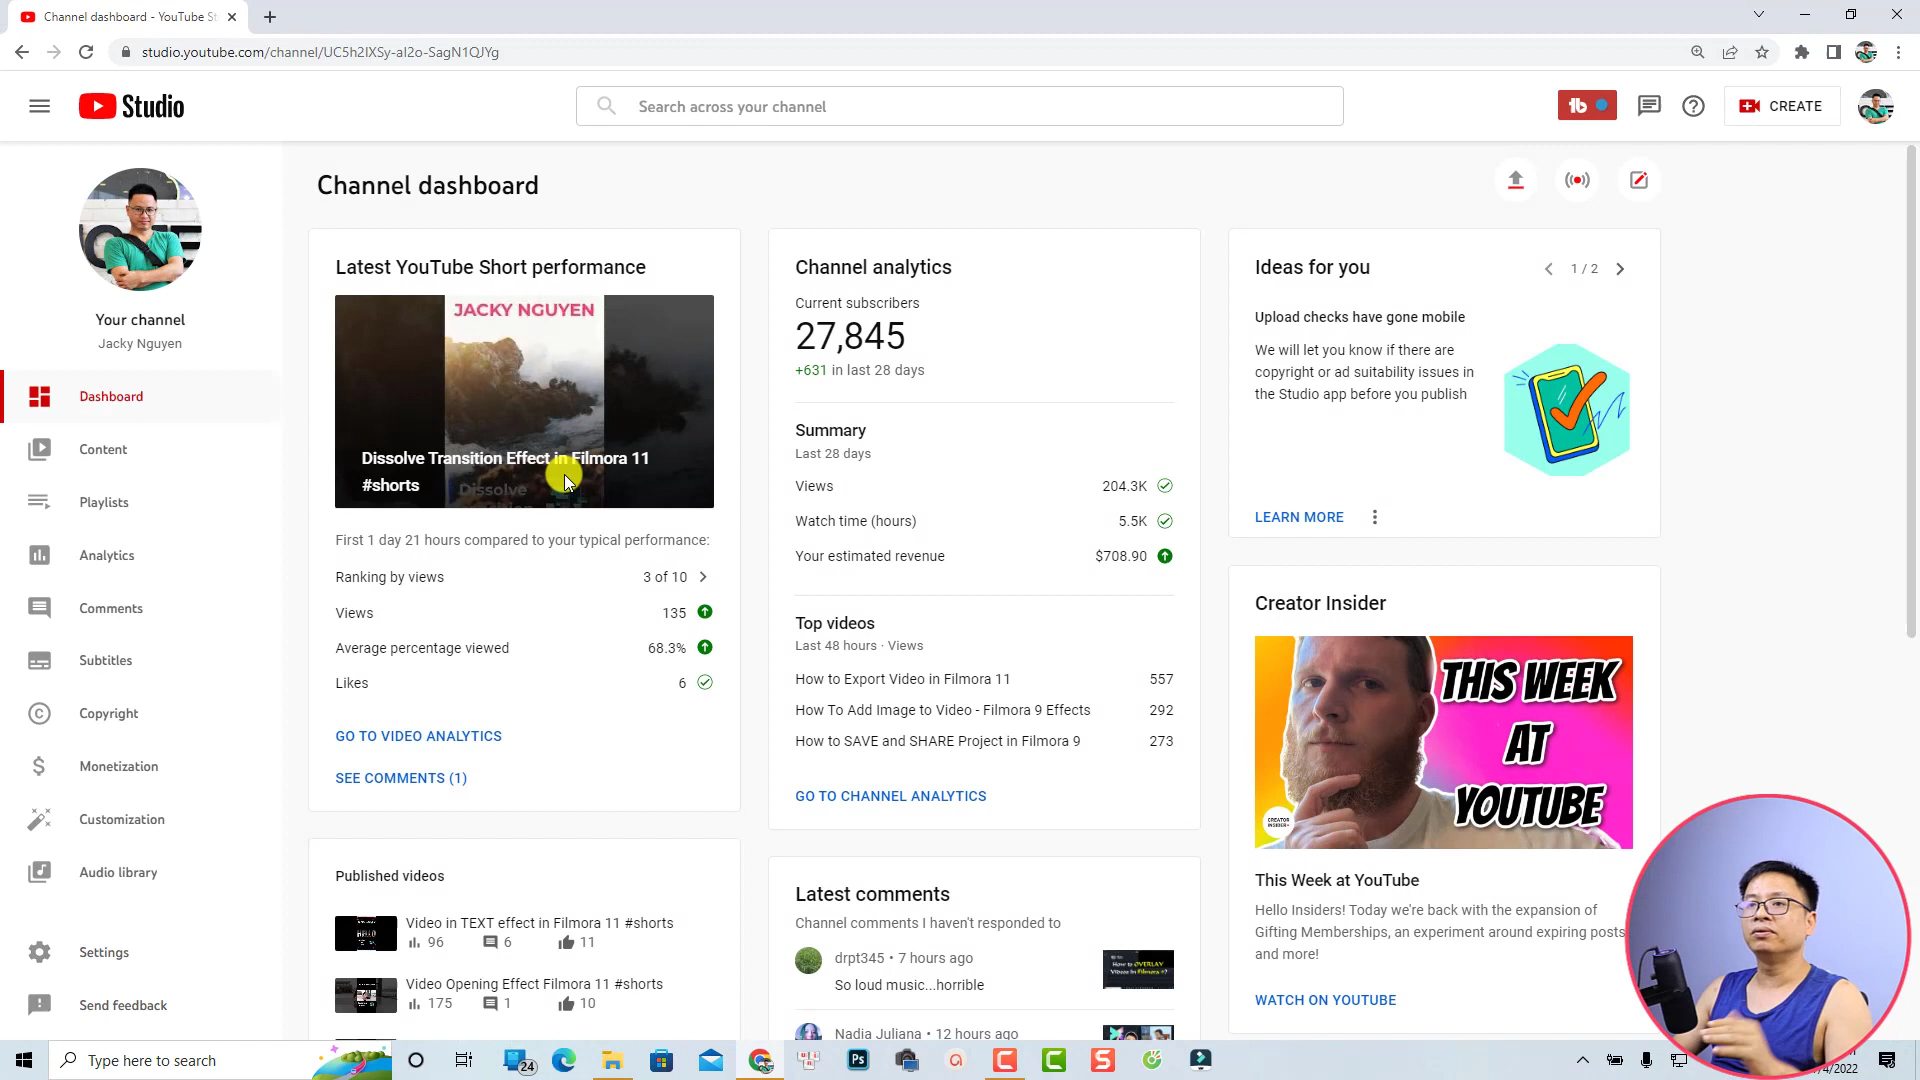 Channel dashboard - YouTube St
studio.youtube.com/channel/UC5h2IXSy-aI2o-SagN1QJYg
Studio
Search across your channel
CREATE
Channel dashboard
Your channel
Jacky Nguyen
Dashboard
Content
Playlists
Analytics
Comments
Subtitles
Copyright
Monetization
Customization
Audio library
Settings
Send feedback
Latest YouTube Short performance
JACKY NGUYEN
Dissolve Transition Effect in Filmora 11
#shorts
Dissolve
First 1 day 21 hours compared to your typical performance:
Ranking by views 3 of 10
Views 135
Average percentage viewed 68.3%
Likes 6
GO TO VIDEO ANALYTICS
SEE COMMENTS (1)
Published videos
Video in TEXT effect in Filmora 11 #shorts
96 6 11
Video Opening Effect Filmora 11 #shorts
175 1 10
Channel analytics
Current subscribers
27,845
+631 in last 28 days
Summary
Last 28 days
Views 204.3K
Watch time (hours) 5.5K
Your estimated revenue $708.90
Top videos
Last 48 hours · Views
How to Export Video in Filmora 11 557
How To Add Image to Video - Filmora 9 Effects 292
How to SAVE and SHARE Project in Filmora 9 273
GO TO CHANNEL ANALYTICS
Latest comments
Channel comments I haven't responded to
drpt345 • 7 hours ago
So loud music...horrible
How to OVERLAY
Nadia Juliana • 12 hours ago
Ideas for you
1 / 2
Upload checks have gone mobile
We will let you know if there are
copyright or ad suitability issues in
the Studio app before you publish
LEARN MORE
Creator Insider
THIS WEEK
AT
YOUTUBE
CREATOR
INSIDER
This Week at YouTube
Hello Insiders! Today we're back with the expansion of
Gifting Memberships, an experiment around expiring posts
and more!
WATCH ON YOUTUBE
Type here to search
24
Ps
/4/2022